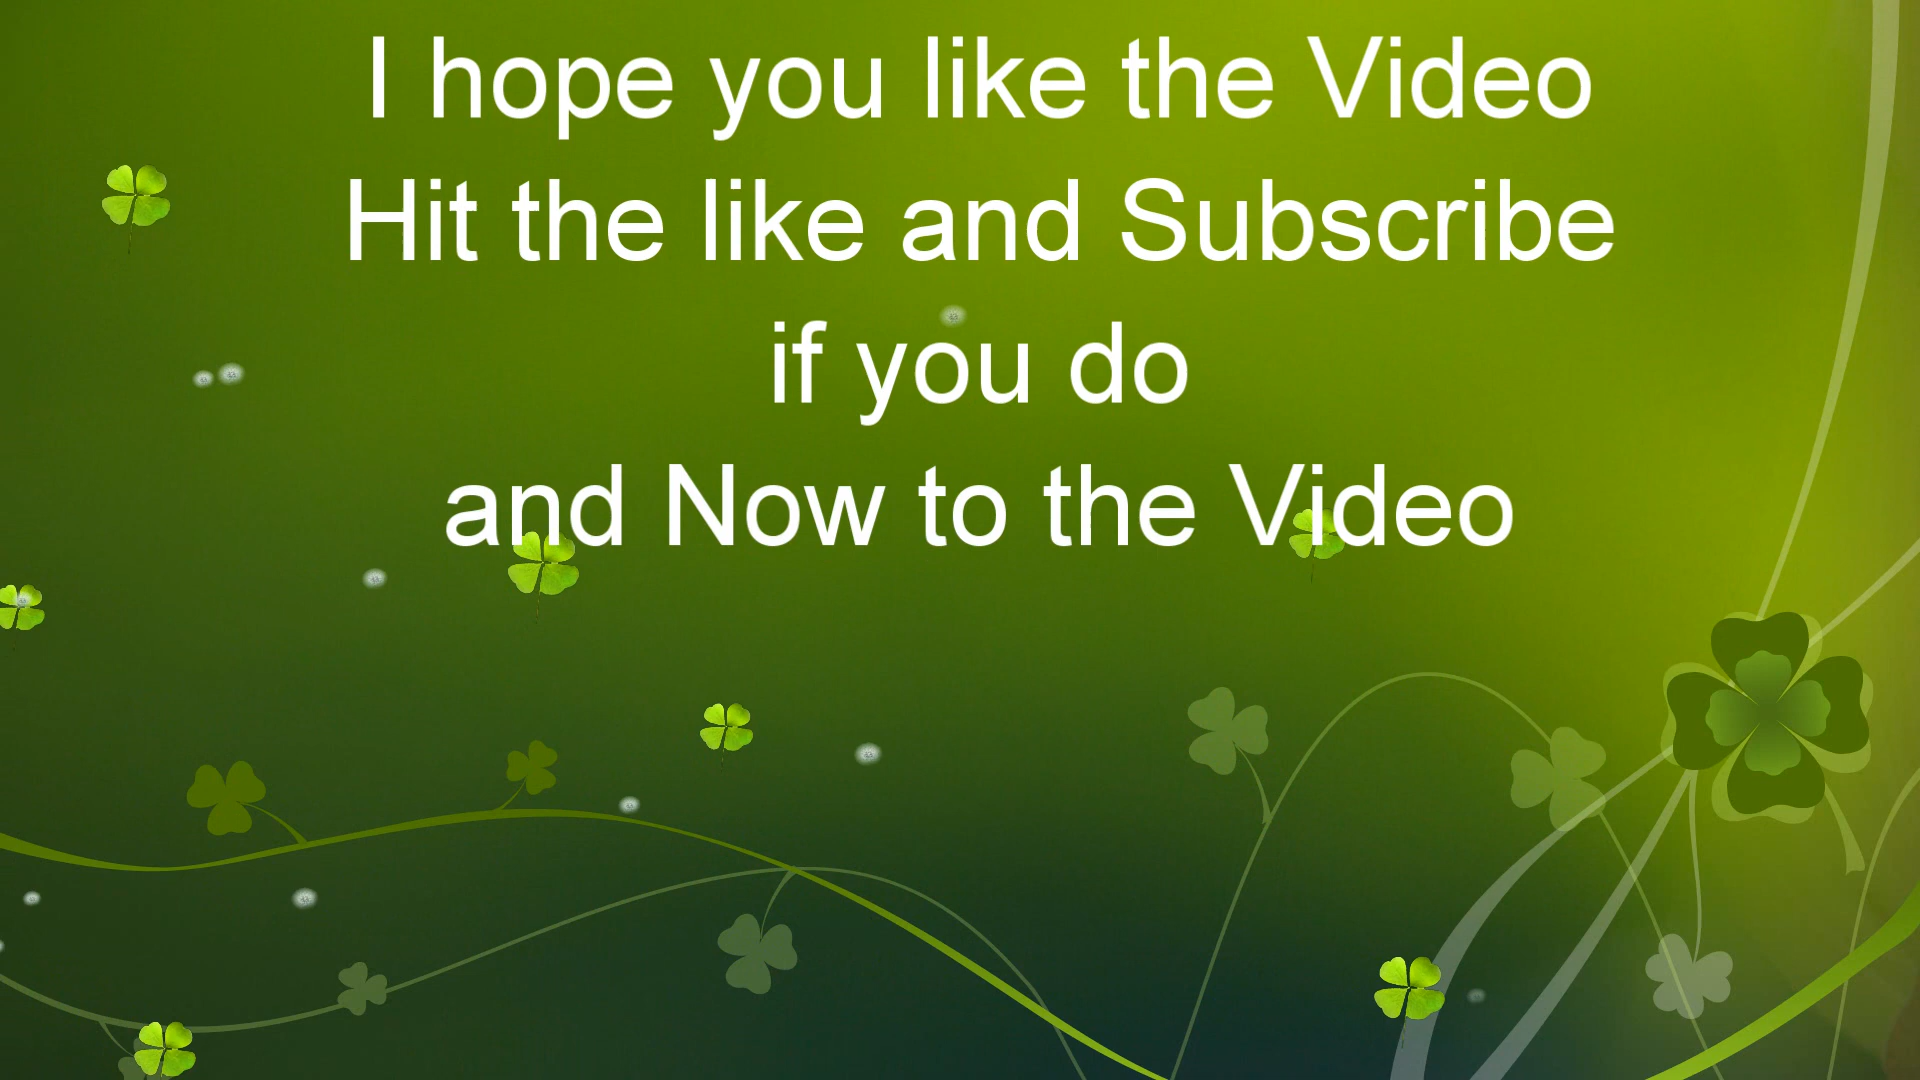 I hope you like the Video
Hit the like and Subscribe
if you do
and Now to the Video